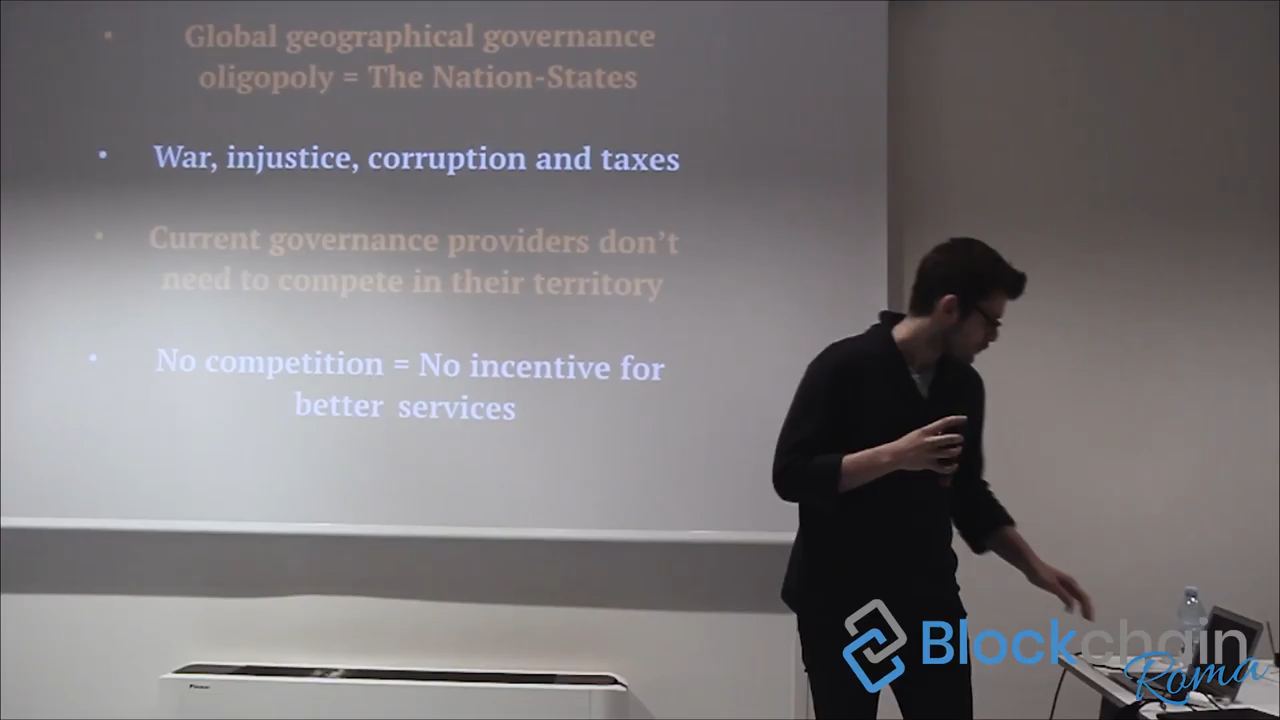 • Global geographical governance
oligopoly = The Nation-States
• War, injustice, corruption and taxes
• Current governance providers don't
need to compete in their territory
• No competition = No incentive for
better services
Blockchain
Roma